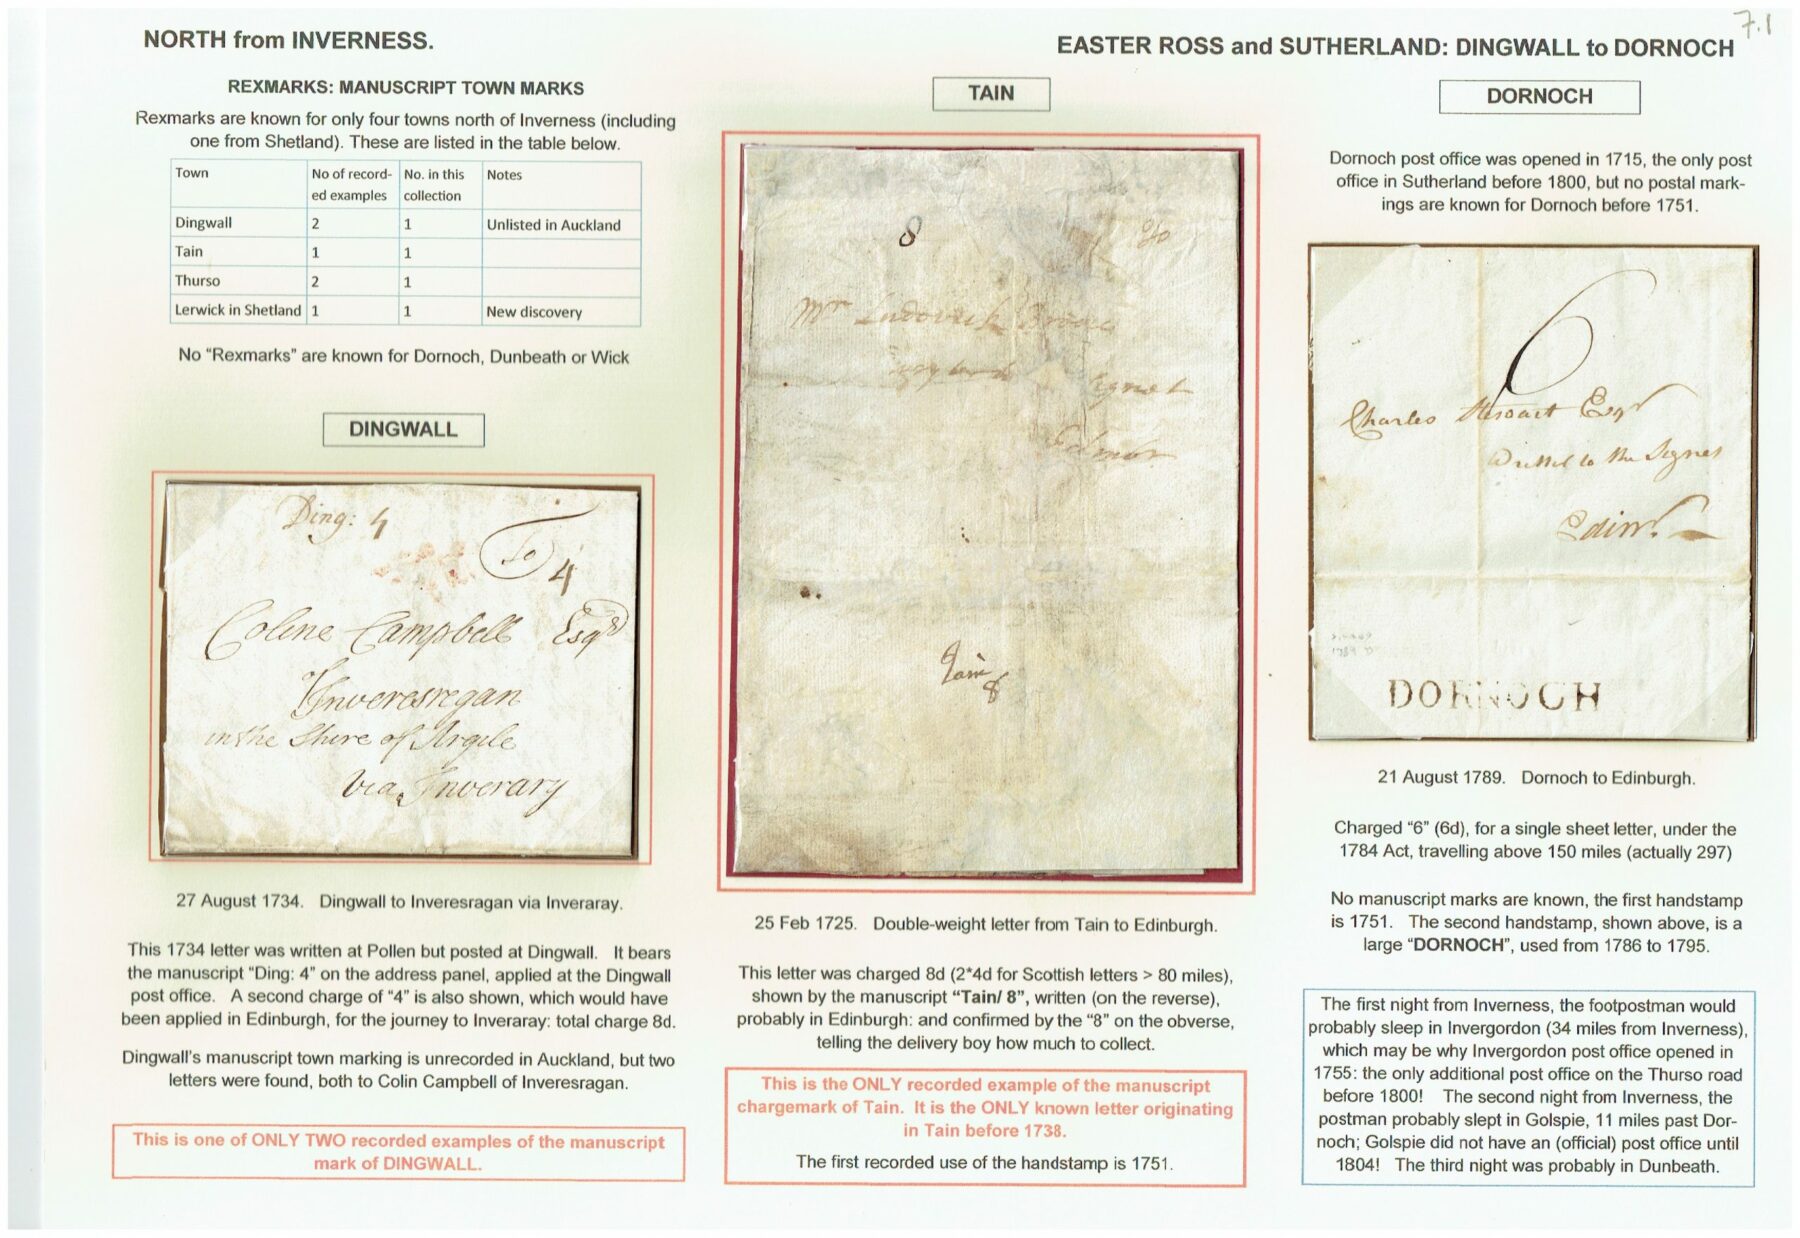 7.1
NORTH from INVERNESS.
EASTER ROSS and SUTHERLAND: DINGWALL to DORNOCH
REXMARKS: MANUSCRIPT TOWN MARKS
Rexmarks are known for only four towns north of Inverness (including
one from Shetland). These are listed in the table below.
Town No of record- No. in this Notes
ed examples collection
Dingwall 2 1 Unlisted in Auckland
Tain 1 1
Thurso 2 1
Lerwick in Shetland 1 1 New discovery
No “Rexmarks” are known for Dornoch, Dunbeath or Wick
DINGWALL
Ding: 4
To 4
Coline Campbell Esqr
Inveresregan
in the Shire of Argile
via Inverary
27 August 1734. Dingwall to Inveresragan via Inveraray.
This 1734 letter was written at Pollen but posted at Dingwall. It bears
the manuscript “Ding: 4” on the address panel, applied at the Dingwall
post office. A second charge of “4” is also shown, which would have
been applied in Edinburgh, for the journey to Inveraray: total charge 8d.
Dingwall’s manuscript town marking is unrecorded in Auckland, but two
letters were found, both to Colin Campbell of Inveresragan.
This is one of ONLY TWO recorded examples of the manuscript
mark of DINGWALL.
TAIN
8
Mr Ludovick
Signet
Edinbr
Tain
8
25 Feb 1725. Double-weight letter from Tain to Edinburgh.
This letter was charged 8d (2*4d for Scottish letters > 80 miles),
shown by the manuscript “Tain/ 8”, written (on the reverse),
probably in Edinburgh: and confirmed by the “8” on the obverse,
telling the delivery boy how much to collect.
This is the ONLY recorded example of the manuscript
chargemark of Tain. It is the ONLY known letter originating
in Tain before 1738.
The first recorded use of the handstamp is 1751.
DORNOCH
Dornoch post office was opened in 1715, the only post
office in Sutherland before 1800, but no postal mark-
ings are known for Dornoch before 1751.
6
Charles Steuart Esqr
Writter to the Signet
Edinr.
DORNOCH
21 August 1789. Dornoch to Edinburgh.
Charged “6” (6d), for a single sheet letter, under the
1784 Act, travelling above 150 miles (actually 297)
No manuscript marks are known, the first handstamp
is 1751. The second handstamp, shown above, is a
large “DORNOCH”, used from 1786 to 1795.
The first night from Inverness, the footpostman would
probably sleep in Invergordon (34 miles from Inverness),
which may be why Invergordon post office opened in
1755: the only additional post office on the Thurso road
before 1800! The second night from Inverness, the
postman probably slept in Golspie, 11 miles past Dor-
noch; Golspie did not have an (official) post office until
1804! The third night was probably in Dunbeath.